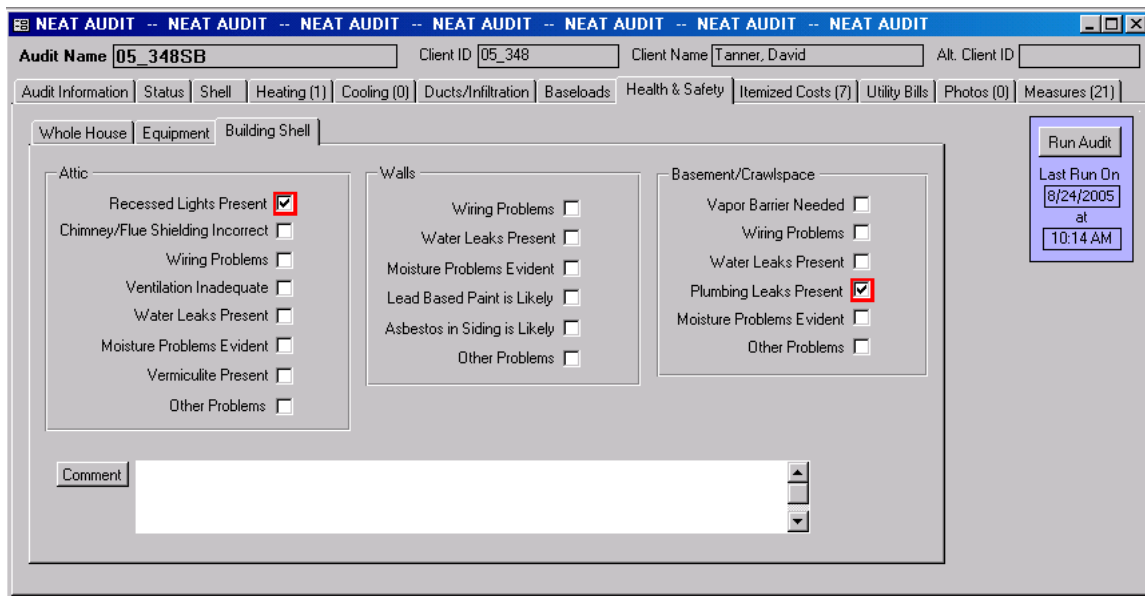 NEAT AUDIT -- NEAT AUDIT -- NEAT AUDIT -- NEAT AUDIT -- NEAT AUDIT -- NEAT AUDIT -- NEAT AUDIT
Audit Name 05_348SB Client ID 05_348 Client Name Tanner, David Alt. Client ID
Audit Information Status Shell Heating (1) Cooling (0) Ducts/Infiltration Baseloads Health & Safety Itemized Costs (7) Utility Bills Photos (0) Measures (21)
Whole House Equipment Building Shell
Attic
Recessed Lights Present
Chimney/Flue Shielding Incorrect
Wiring Problems
Ventilation Inadequate
Water Leaks Present
Moisture Problems Evident
Vermiculite Present
Other Problems
Walls
Wiring Problems
Water Leaks Present
Moisture Problems Evident
Lead Based Paint is Likely
Asbestos in Siding is Likely
Other Problems
Basement/Crawlspace
Vapor Barrier Needed
Wiring Problems
Water Leaks Present
Plumbing Leaks Present
Moisture Problems Evident
Other Problems
Run Audit
Last Run On
8/24/2005
at
10:14 AM
Comment